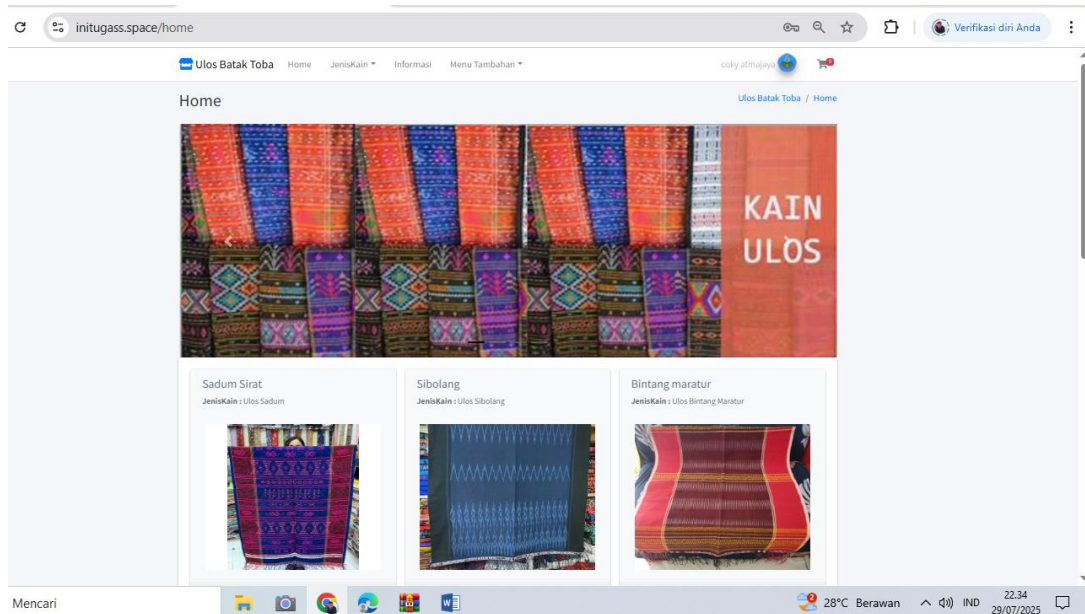 initugass.space/home
Verifikasi diri Anda
Ulos Batak Toba Home JenisKain Informasi Menu Tambahan coky atmajaya
Home
Ulos Batak Toba / Home
KAIN
ULOS
Sadum Sirat
JenisKain : Ulos Sadum
Sibolang
JenisKain : Ulos Sibolang
Bintang maratur
JenisKain : Ulos Bintang Maratur
Mencari
2
28°C Berawan
IND
22.34
29/07/2025